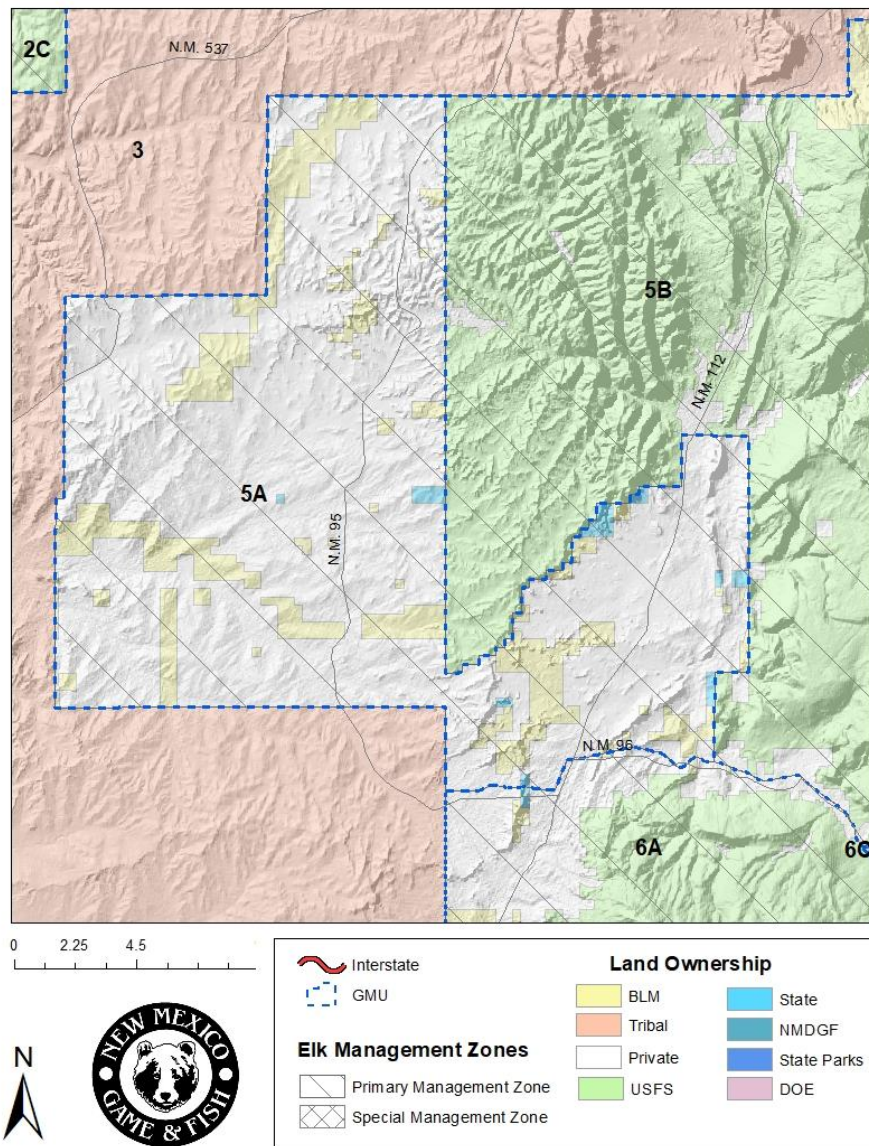 2C
N.M. 537
3
5B
N.M. 112
5A
N.M. 95
N.M. 96
6A
6C
0 2.25 4.5
Interstate
GMU
Elk Management Zones
Primary Management Zone
Special Management Zone
Land Ownership
BLM
Tribal
Private
USFS
State
NMDGF
State Parks
DOE
N
NEW MEXICO
GAME & FISH